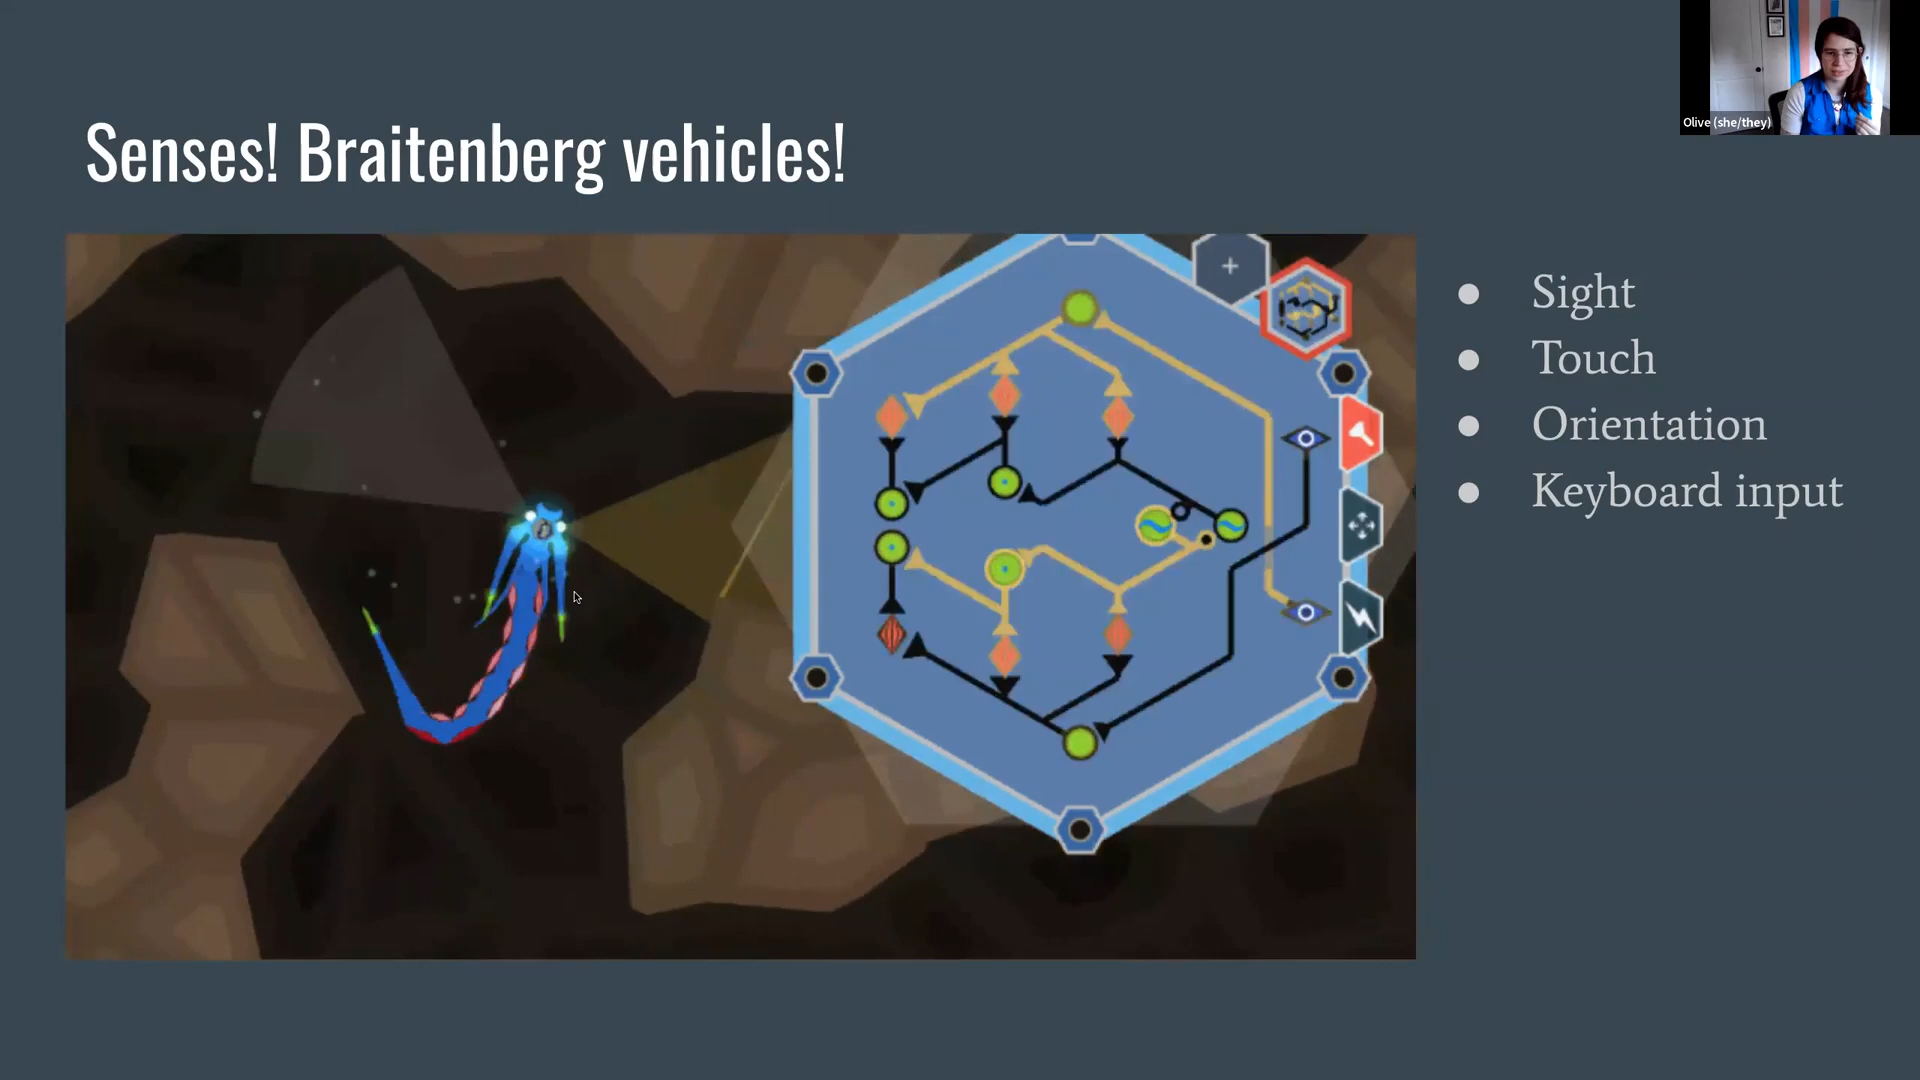 Olive (she/they)
Senses! Braitenberg vehicles!
Sight
Touch
Orientation
Keyboard input